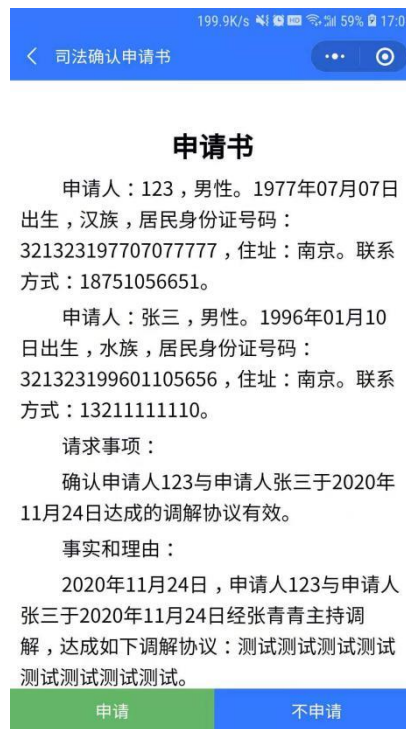 199.9K/s HD 59% 17:0
司法确认申请书
申请书
申请人：123，男性。1977年07月07日
出生，汉族，居民身份证号码：
321323197707077777，住址：南京。联系
方式：18751056651。
申请人：张三，男性。1996年01月10
日出生，水族，居民身份证号码：
321323199601105656，住址：南京。联系
方式：13211111110。
请求事项：
确认申请人123与申请人张三于2020年
11月24日达成的调解协议有效。
事实和理由：
2020年11月24日，申请人123与申请人
张三于2020年11月24日经张青青主持调
解，达成如下调解协议：测试测试测试测试
测试测试测试测试。
申请 不申请